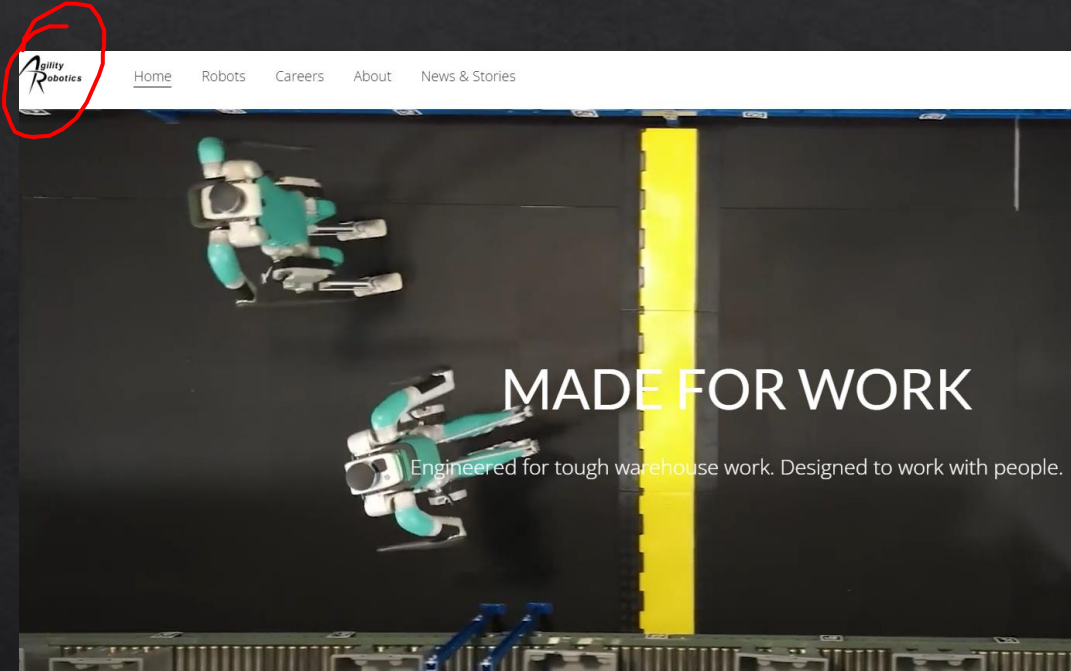 Agility
Robotics
Home Robots Careers About News & Stories
MADE FOR WORK
Engineered for tough warehouse work. Designed to work with people.